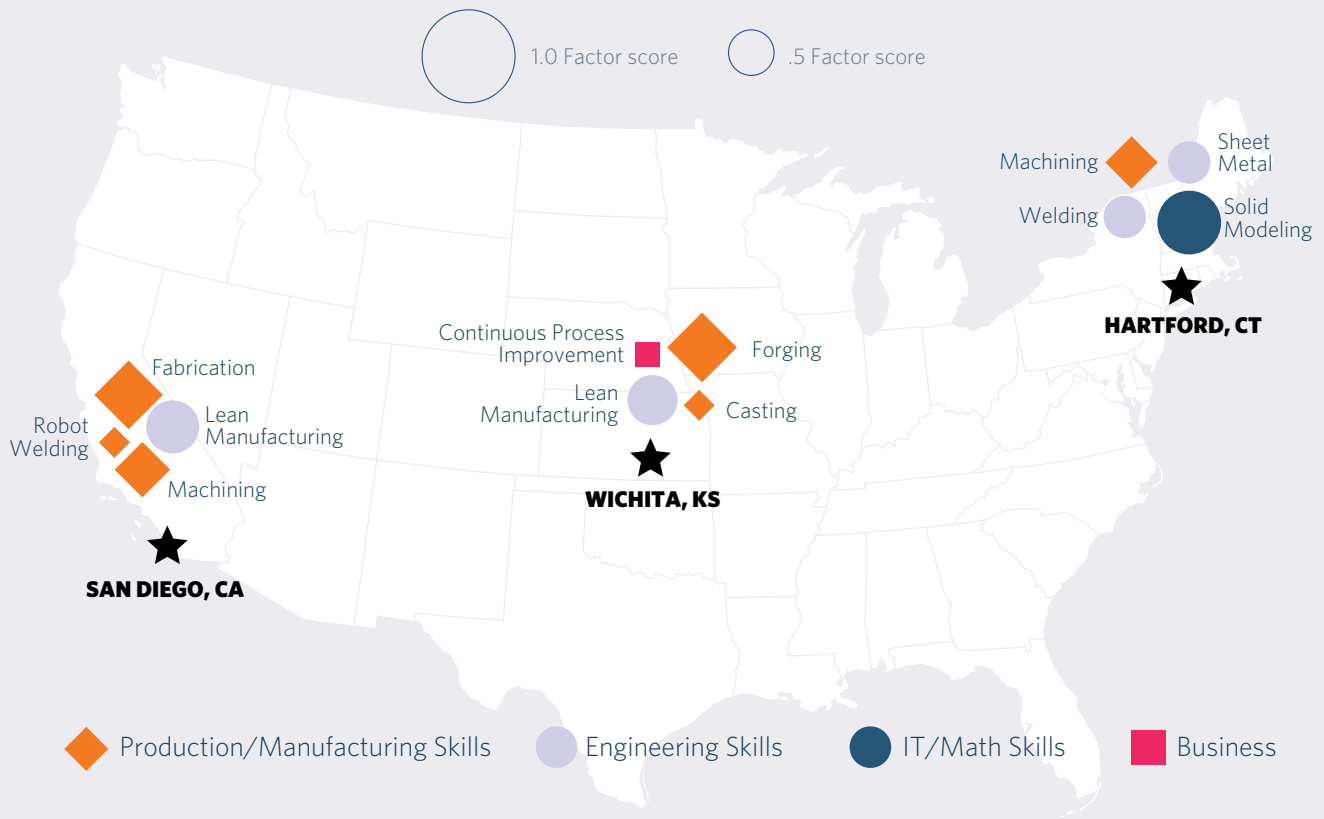 1.0 Factor score
.5 Factor score
Machining
Sheet
Metal
Welding
Solid
Modeling
HARTFORD, CT
Continuous Process
Improvement
Forging
Lean
Manufacturing
Casting
WICHITA, KS
Fabrication
Robot
Welding
Lean
Manufacturing
Machining
SAN DIEGO, CA
Production/Manufacturing Skills
Engineering Skills
IT/Math Skills
Business